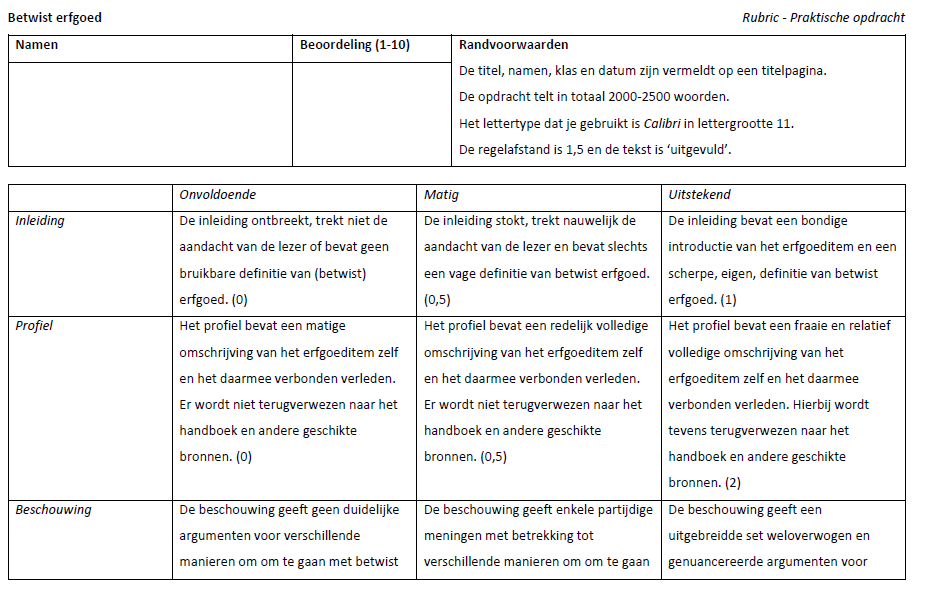 Betwist erfgoed
Rubric - Praktische opdracht
Namen
Beoordeling (1-10)
Randvoorwaarden
De titel, namen, klas en datum zijn vermeldt op een titelpagina.
De opdracht telt in totaal 2000-2500 woorden.
Het lettertype dat je gebruikt is Calibri in lettergrootte 11.
De regelafstand is 1,5 en de tekst is ‘uitgevuld’.
Onvoldoende
Matig
Uitstekend
Inleiding
De inleiding ontbreekt, trekt niet de
aandacht van de lezer of bevat geen
bruikbare definitie van (betwist)
erfgoed. (0)
De inleiding stokt, trekt nauwelijk de
aandacht van de lezer en bevat slechts
een vage definitie van betwist erfgoed.
(0,5)
De inleiding bevat een bondige
introductie van het erfgoeditem en een
scherpe, eigen, definitie van betwist
erfgoed. (1)
Profiel
Het profiel bevat een matige
omschrijving van het erfgoeditem zelf
en het daarmee verbonden verleden.
Er wordt niet terugverwezen naar het
handboek en andere geschikte
bronnen. (0)
Het profiel bevat een redelijk volledige
omschrijving van het erfgoeditem zelf
en het daarmee verbonden verleden.
Er wordt niet terugverwezen naar het
handboek en andere geschikte
bronnen. (0,5)
Het profiel bevat een fraaie en relatief
volledige omschrijving van het
erfgoeditem zelf en het daarmee
verbonden verleden. Hierbij wordt
tevens terugverwezen naar het
handboek en andere geschikte
bronnen. (2)
Beschouwing
De beschouwing geeft geen duidelijke
argumenten voor verschillende
manieren om om te gaan met betwist
De beschouwing geeft enkele partijdige
meningen met betrekking tot
verschillende manieren om om te gaan
De beschouwing geeft een
uitgebreidde set weloverwogen en
genuancereerde argumenten voor